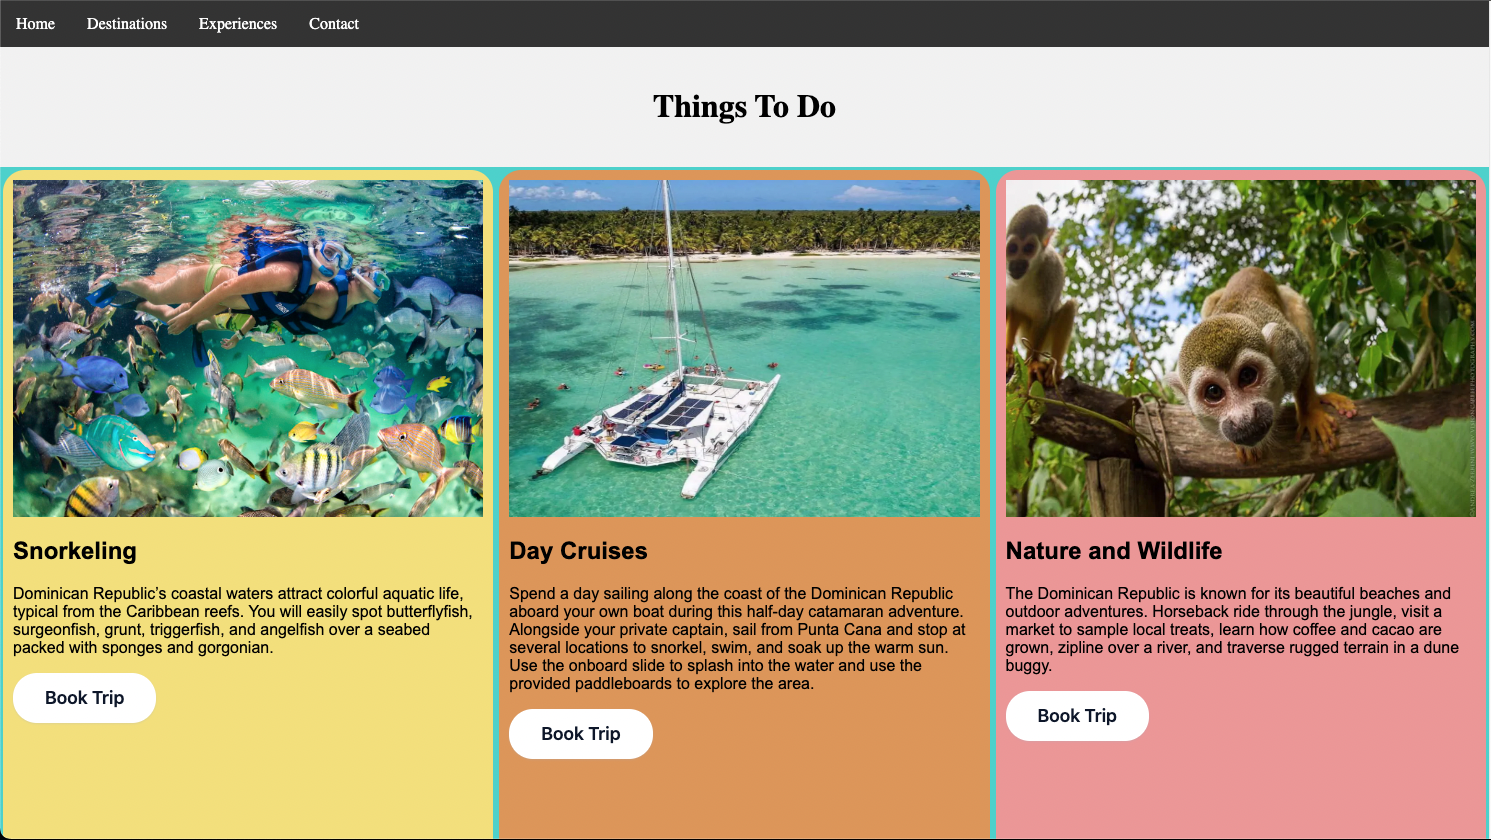 Home Destinations Experiences Contact
Things To Do
Snorkeling
Dominican Republic’s coastal waters attract colorful aquatic life,
typical from the Caribbean reefs. You will easily spot butterflyfish,
surgeonfish, grunt, triggerfish, and angelfish over a seabed
packed with sponges and gorgonian.
Book Trip
Day Cruises
Spend a day sailing along the coast of the Dominican Republic
aboard your own boat during this half-day catamaran adventure.
Alongside your private captain, sail from Punta Cana and stop at
several locations to snorkel, swim, and soak up the warm sun.
Use the onboard slide to splash into the water and use the
provided paddleboards to explore the area.
Book Trip
Nature and Wildlife
The Dominican Republic is known for its beautiful beaches and
outdoor adventures. Horseback ride through the jungle, visit a
market to sample local treats, learn how coffee and cacao are
grown, zipline over a river, and traverse rugged terrain in a dune
buggy.
Book Trip